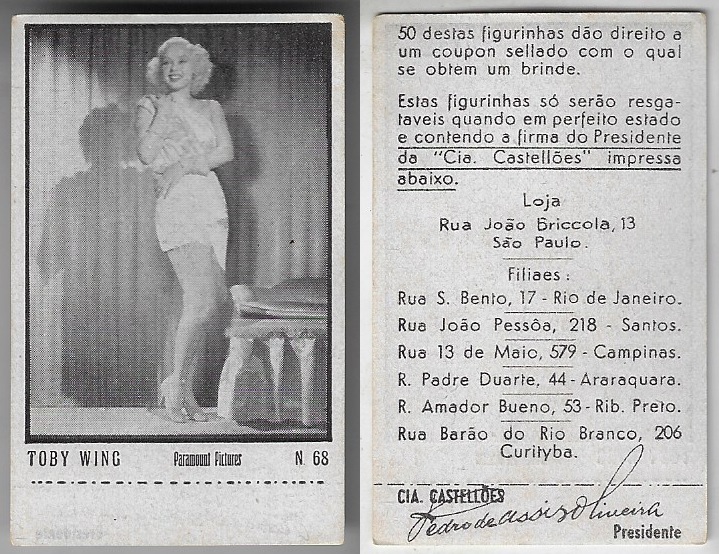 TOBY WING Paramount Pictures N. 68
50 destas figurinhas dão direito a
um coupon sellado com o qual
se obtem um brinde.
Estas figurinhas só serão resga-
taveis quando em perfeito estado
e contendo a firma do Presidente
da "Cia. Castellões" impressa
abaixo.
Loja
Rua João Briccola, 13
São Paulo.
Filiaes:
Rua S. Bento, 17 - Rio de Janeiro.
Rua João Pessôa, 218 - Santos.
Rua 13 de Maio, 579 - Campinas.
R. Padre Duarte, 44 - Araraquara.
R. Amador Bueno, 53 - Rib. Preto.
Rua Barão do Rio Branco, 206
Curityba.
CIA. CASTELLÕES
Pedro de Assis Oliveira
Presidente